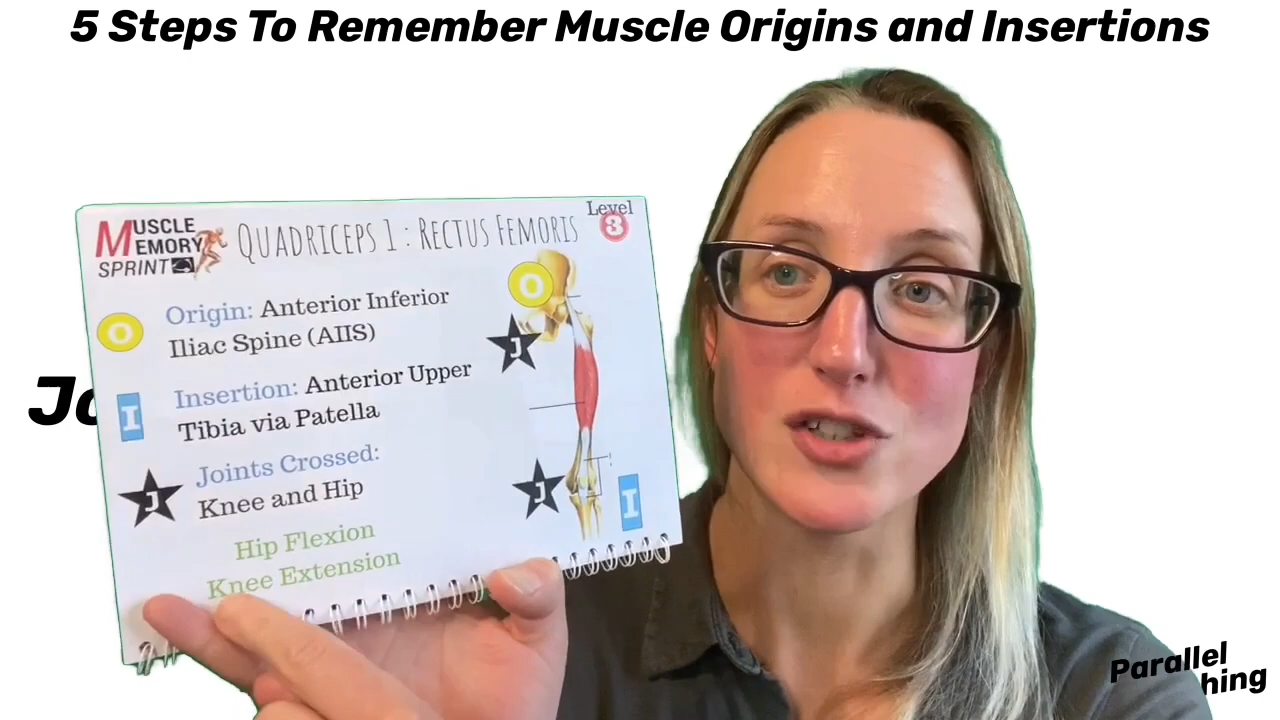 5 Steps To Remember Muscle Origins and Insertions
MUSCLE
MEMORY
SPRINT
QUADRICEPS 1 : RECTUS FEMORIS
Level
3
O
Origin: Anterior Inferior
Iliac Spine (AIIS)
O
J
I
Insertion: Anterior Upper
Tibia via Patella
J
Joints Crossed:
Knee and Hip
J
I
Hip Flexion
Knee Extension
Parallel